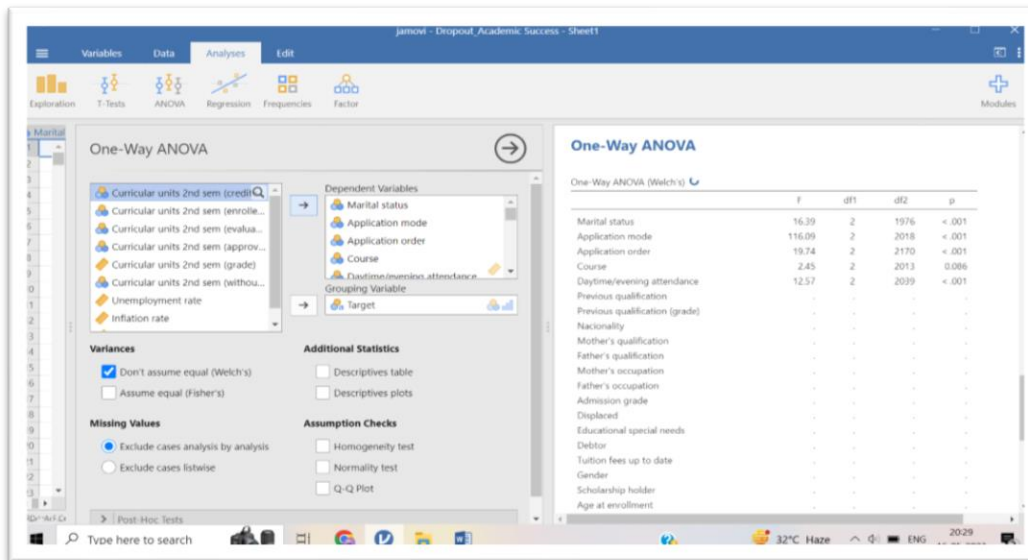 jamovi - Dropout_Academic Success - Sheet1
Variables Data Analyses Edit
Exploration T-Tests ANOVA Regression Frequencies Factor Modules
Marital
One-Way ANOVA
Curricular units 2nd sem (credit
Curricular units 2nd sem (enrolle...
Curricular units 2nd sem (evalua...
Curricular units 2nd sem (approv...
Curricular units 2nd sem (grade)
Curricular units 2nd sem (withou...
Unemployment rate
Inflation rate
Dependent Variables
Marital status
Application mode
Application order
Course
Daytime/evening attendance
Grouping Variable
Target
Variances
Don't assume equal (Welch's)
Assume equal (Fisher's)
Additional Statistics
Descriptives table
Descriptives plots
Missing Values
Exclude cases analysis by analysis
Exclude cases listwise
Assumption Checks
Homogeneity test
Normality test
Q-Q Plot
Post-Hoc Tests
One-Way ANOVA
One-Way ANOVA (Welch's)
F df1 df2 p
Marital status 16.39 2 1976 < .001
Application mode 116.09 2 2018 < .001
Application order 19.74 2 2170 < .001
Course 2.45 2 2013 0.086
Daytime/evening attendance 12.57 2 2039 < .001
Previous qualification . . . .
Previous qualification (grade) . . . .
Nacionality . . . .
Mother's qualification . . . .
Father's qualification . . . .
Mother's occupation . . . .
Father's occupation . . . .
Admission grade . . . .
Displaced . . . .
Educational special needs . . . .
Debtor . . . .
Tuition fees up to date . . . .
Gender . . . .
Scholarship holder . . . .
Age at enrollment . . . .
Type here to search
32°C Haze ENG 20:29